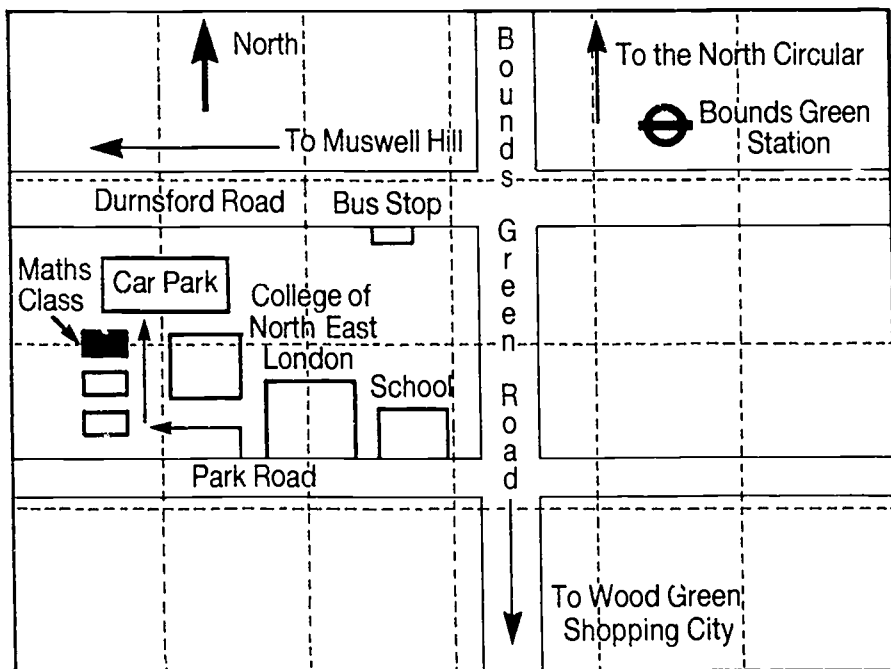 North
To the North Circular
Bounds Green
Station
To Muswell Hill
Bounds Green Road
Durnsford Road
Bus Stop
Maths
Class
Car Park
College of
North East
London
School
Park Road
To Wood Green
Shopping City